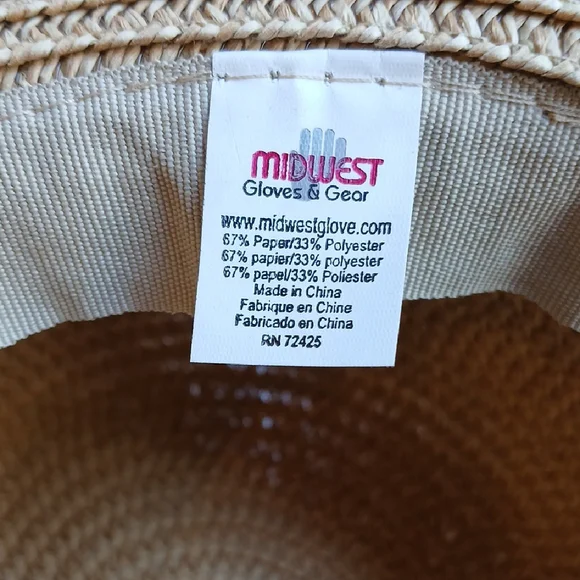 MIDWEST
Gloves & Gear
www.midwestglove.com
67% Paper/33% Polyester
67% papier/33% polyester
67% papel/33% Poliester
Made in China
Fabrique en Chine
Fabricado en China
RN 72425